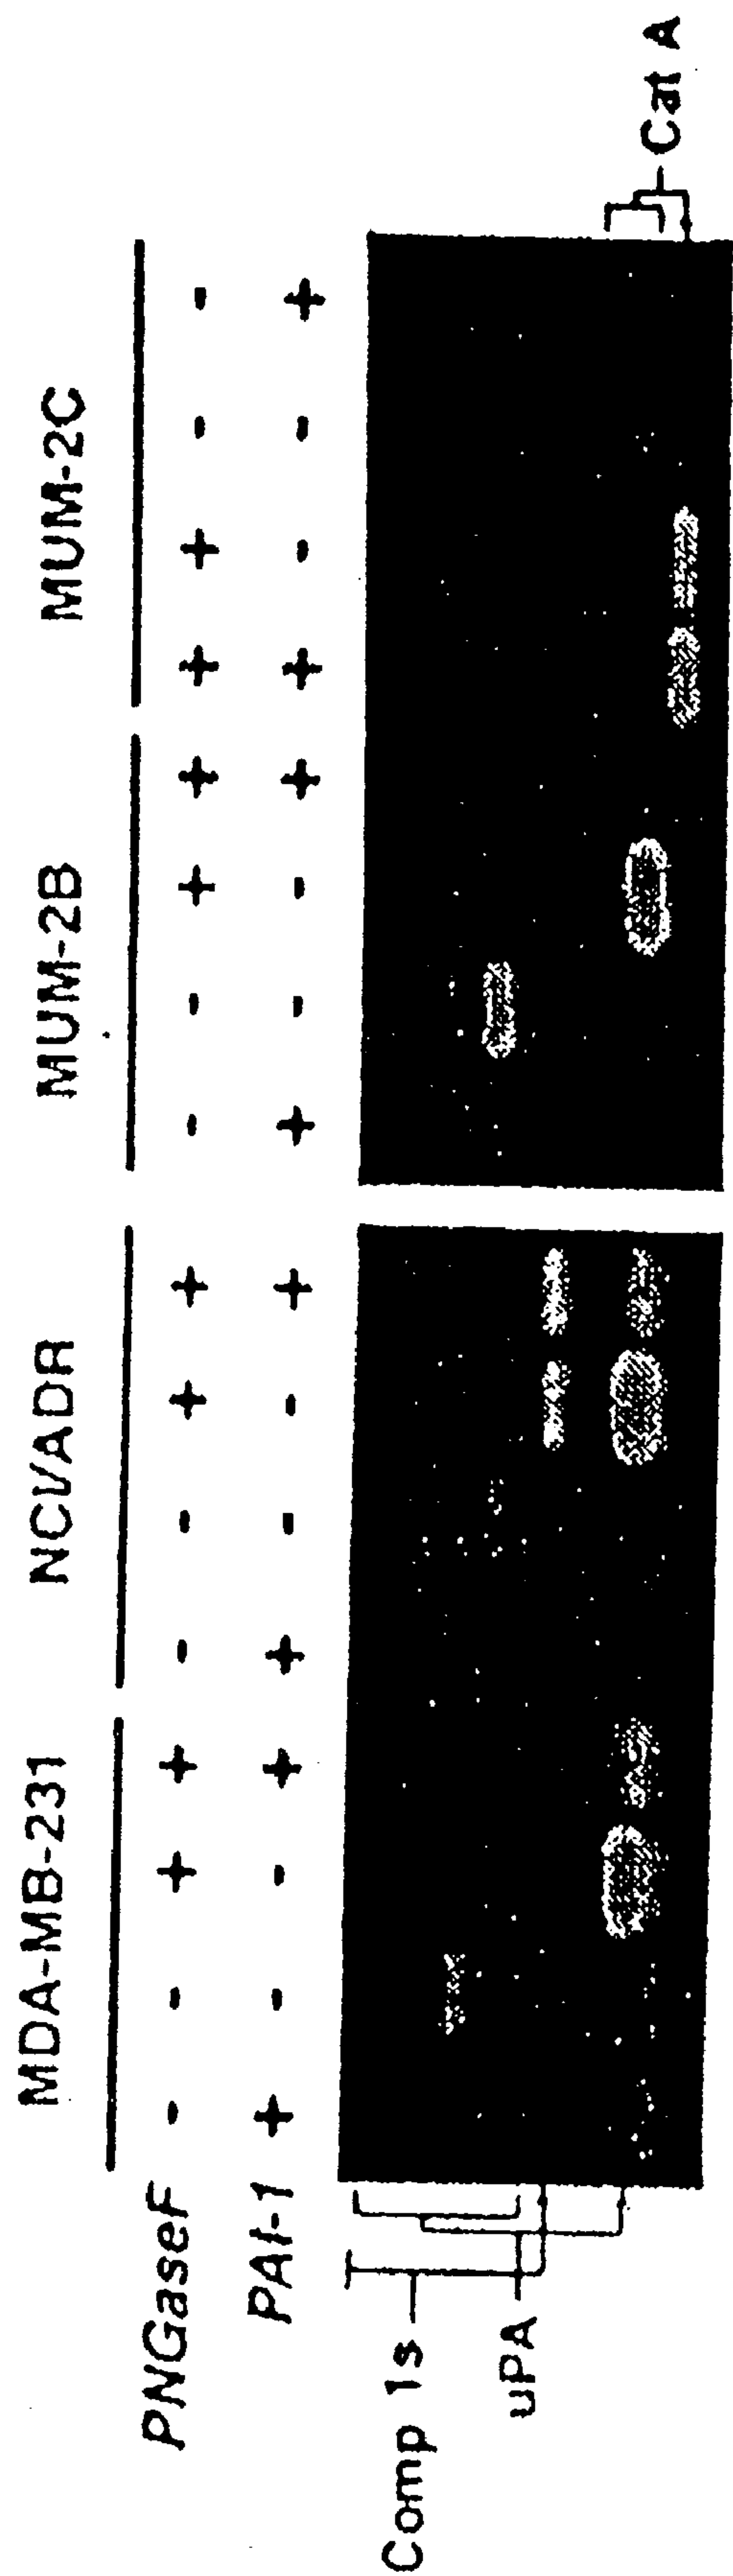 MDA-MB-231 NCI/ADR MUM-2B MUM-2C
PNGaseF - - + + - - + + - - + + + + - -
PAI-1 + - - + + - - + + - - + + - - +
Comp 1s
uPA
Cat A